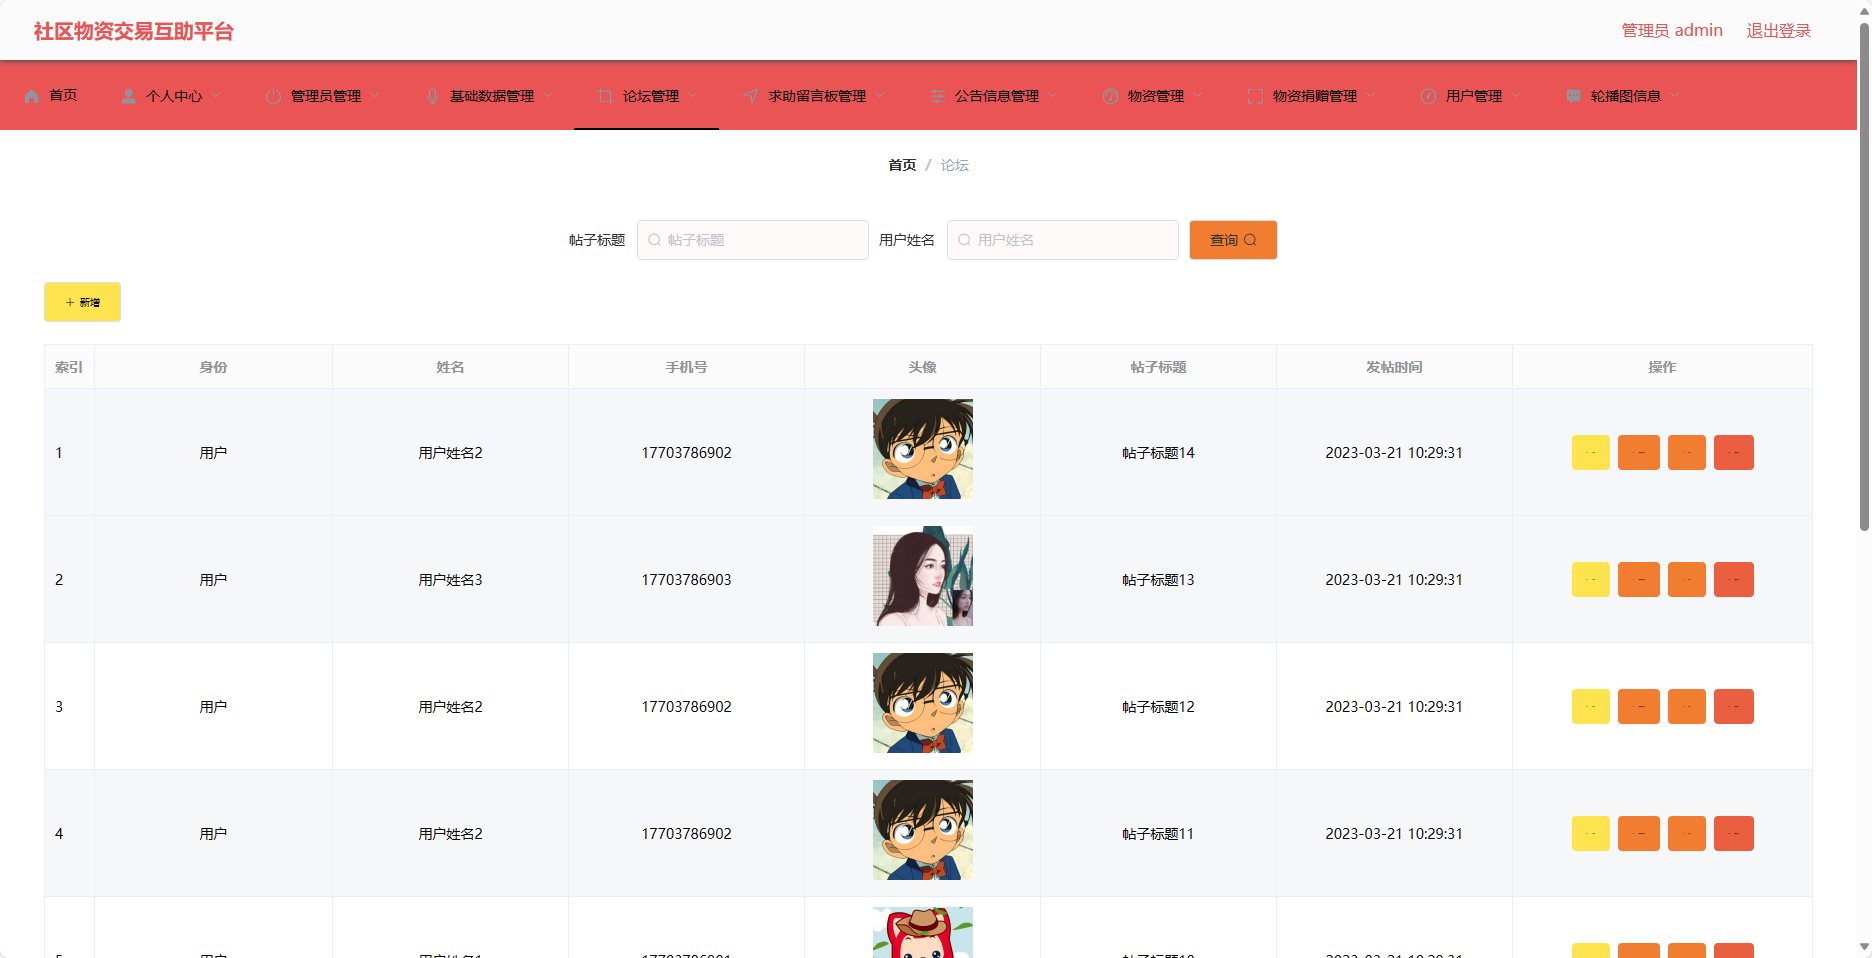 社区物资交易互助平台
管理员 admin 退出登录
首页 个人中心 管理员管理 基础数据管理 论坛管理 求助留言板管理 公告信息管理 物资管理 物资捐赠管理 用户管理 轮播图信息
首页 / 论坛
帖子标题 帖子标题 用户姓名 用户姓名 查询
+ 新增
索引 身份 姓名 手机号 头像 帖子标题 发帖时间 操作
1 用户 用户姓名2 17703786902 帖子标题14 2023-03-21 10:29:31
2 用户 用户姓名3 17703786903 帖子标题13 2023-03-21 10:29:31
3 用户 用户姓名2 17703786902 帖子标题12 2023-03-21 10:29:31
4 用户 用户姓名2 17703786902 帖子标题11 2023-03-21 10:29:31